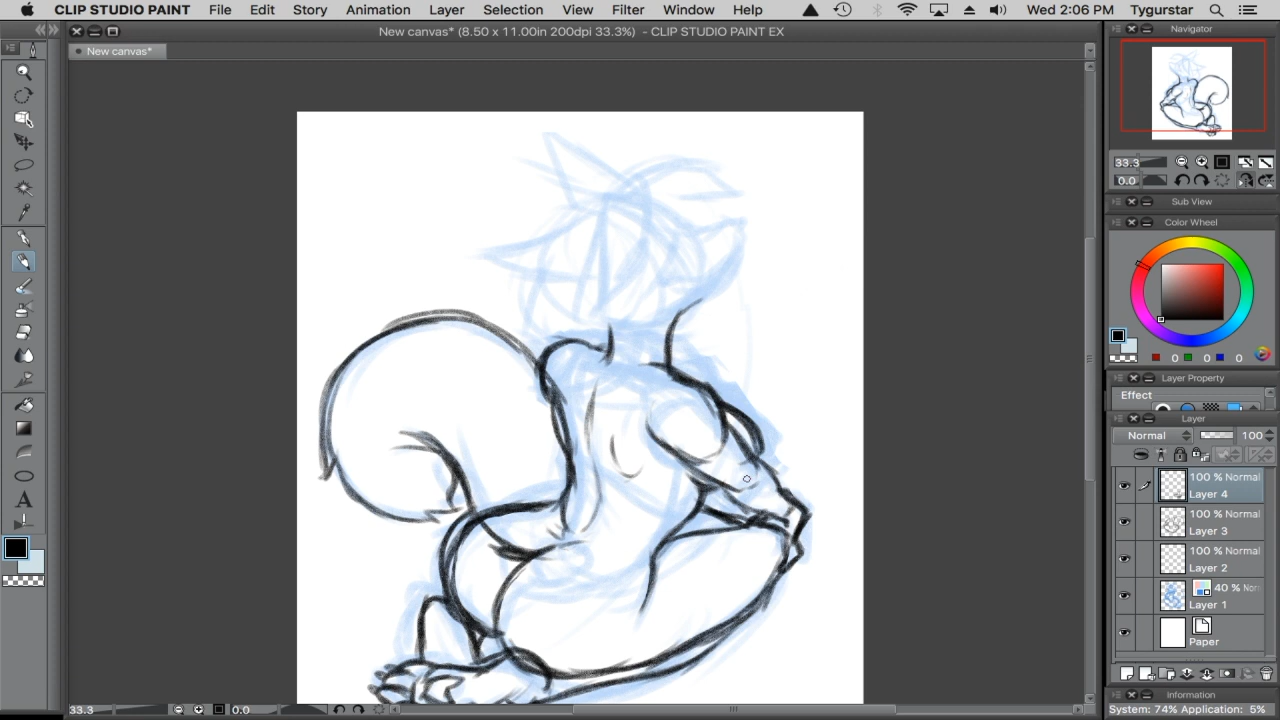 CLIP STUDIO PAINT File Edit Story Animation Layer Selection View Filter Window Help Wed 2:06 PM Tygurstar
New canvas* (8.50 x 11.00in 200dpi 33.3%) - CLIP STUDIO PAINT EX
New canvas*
Navigator
33.3
0.0
Sub View
Color Wheel
0 0 0
Layer Property
Effect
Layer
Normal 100
100 % Normal
Layer 4
100 % Normal
Layer 3
100 % Normal
Layer 2
40 % Nor
Layer 1
Paper
A
33.3 0.0
Information
System: 74% Application: 5%